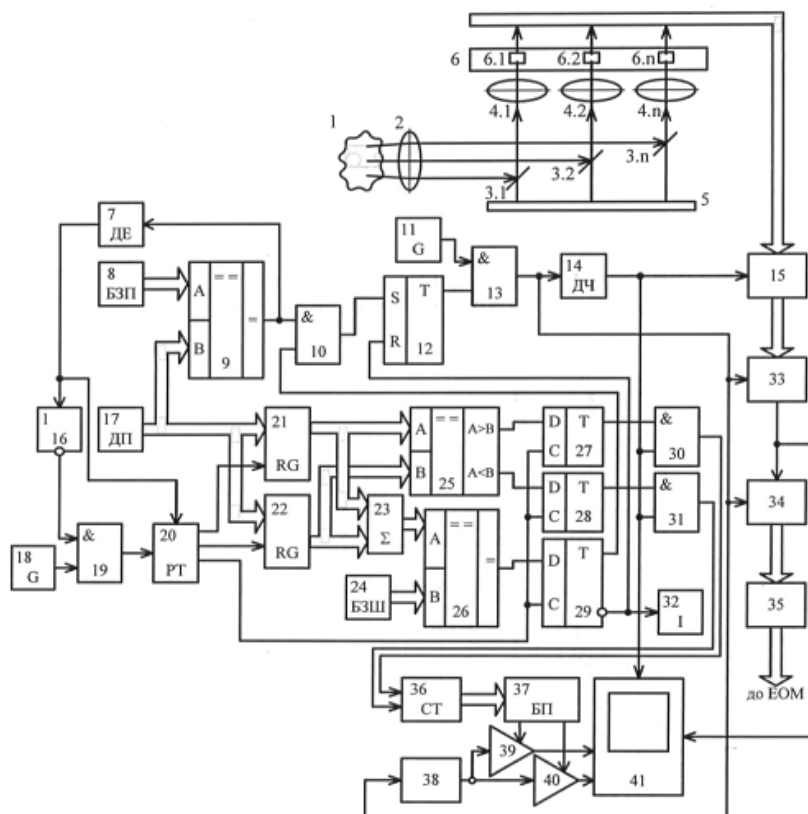 6 6.1 6.2 6.n
4.1 4.2 4.n
1 2
3.1 3.2 3.n
5
7 ДЕ
8 БЗП
A B == = 9
& 10
11 G
S R T 12
& 13
14 ДЧ
15
1 16
17 ДП
18 G
& 19
20 РТ
21 RG
22 RG
23 Σ
24 БЗШ
A B == A>B A<B 25
A B == = 26
D C T 27
D C T 28
D C T 29
& 30
& 31
32 I
33
34
35
до ЕОМ
36 СТ
37 БП
38
39
40
41